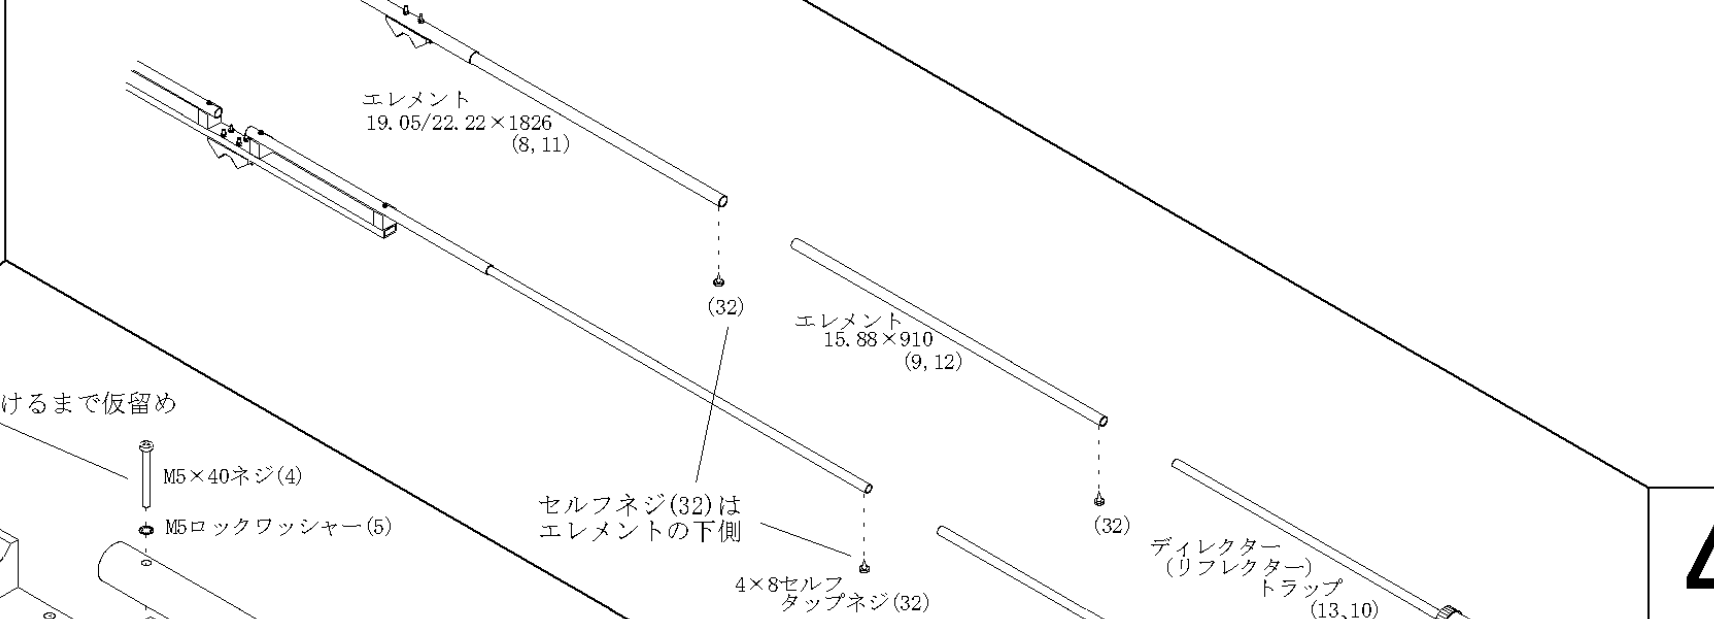 エレメント
19.05/22.22×1826
(8,11)
(32)
エレメント
15.88×910
(9,12)
けるまで仮留め
M5×40ネジ(4)
M5ロックワッシャー(5)
セルフネジ(32)は
エレメントの下側
(32)
ディレクター
(リフレクター)
トラップ
(13,10)
4×8セルフ
タップネジ(32)